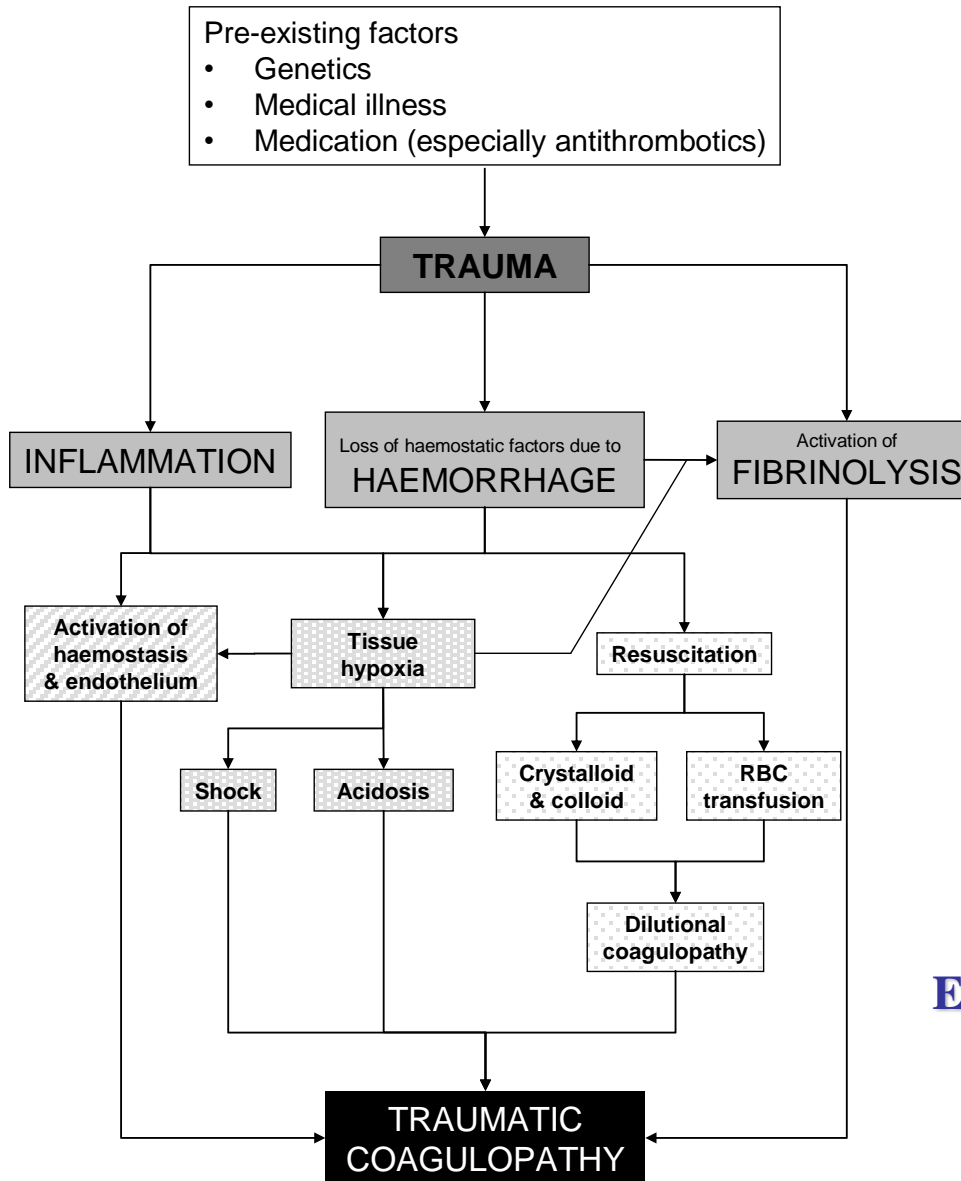 Pre-existing factors
• Genetics
• Medical illness
• Medication (especially antithrombotics)
TRAUMA
INFLAMMATION
Loss of haemostatic factors due to
HAEMORRHAGE
Activation of
FIBRINOLYSIS
Activation of
haemostasis
& endothelium
Tissue
hypoxia
Resuscitation
Shock
Acidosis
Crystalloid
& colloid
RBC
transfusion
Dilutional
coagulopathy
E
TRAUMATIC
COAGULOPATHY